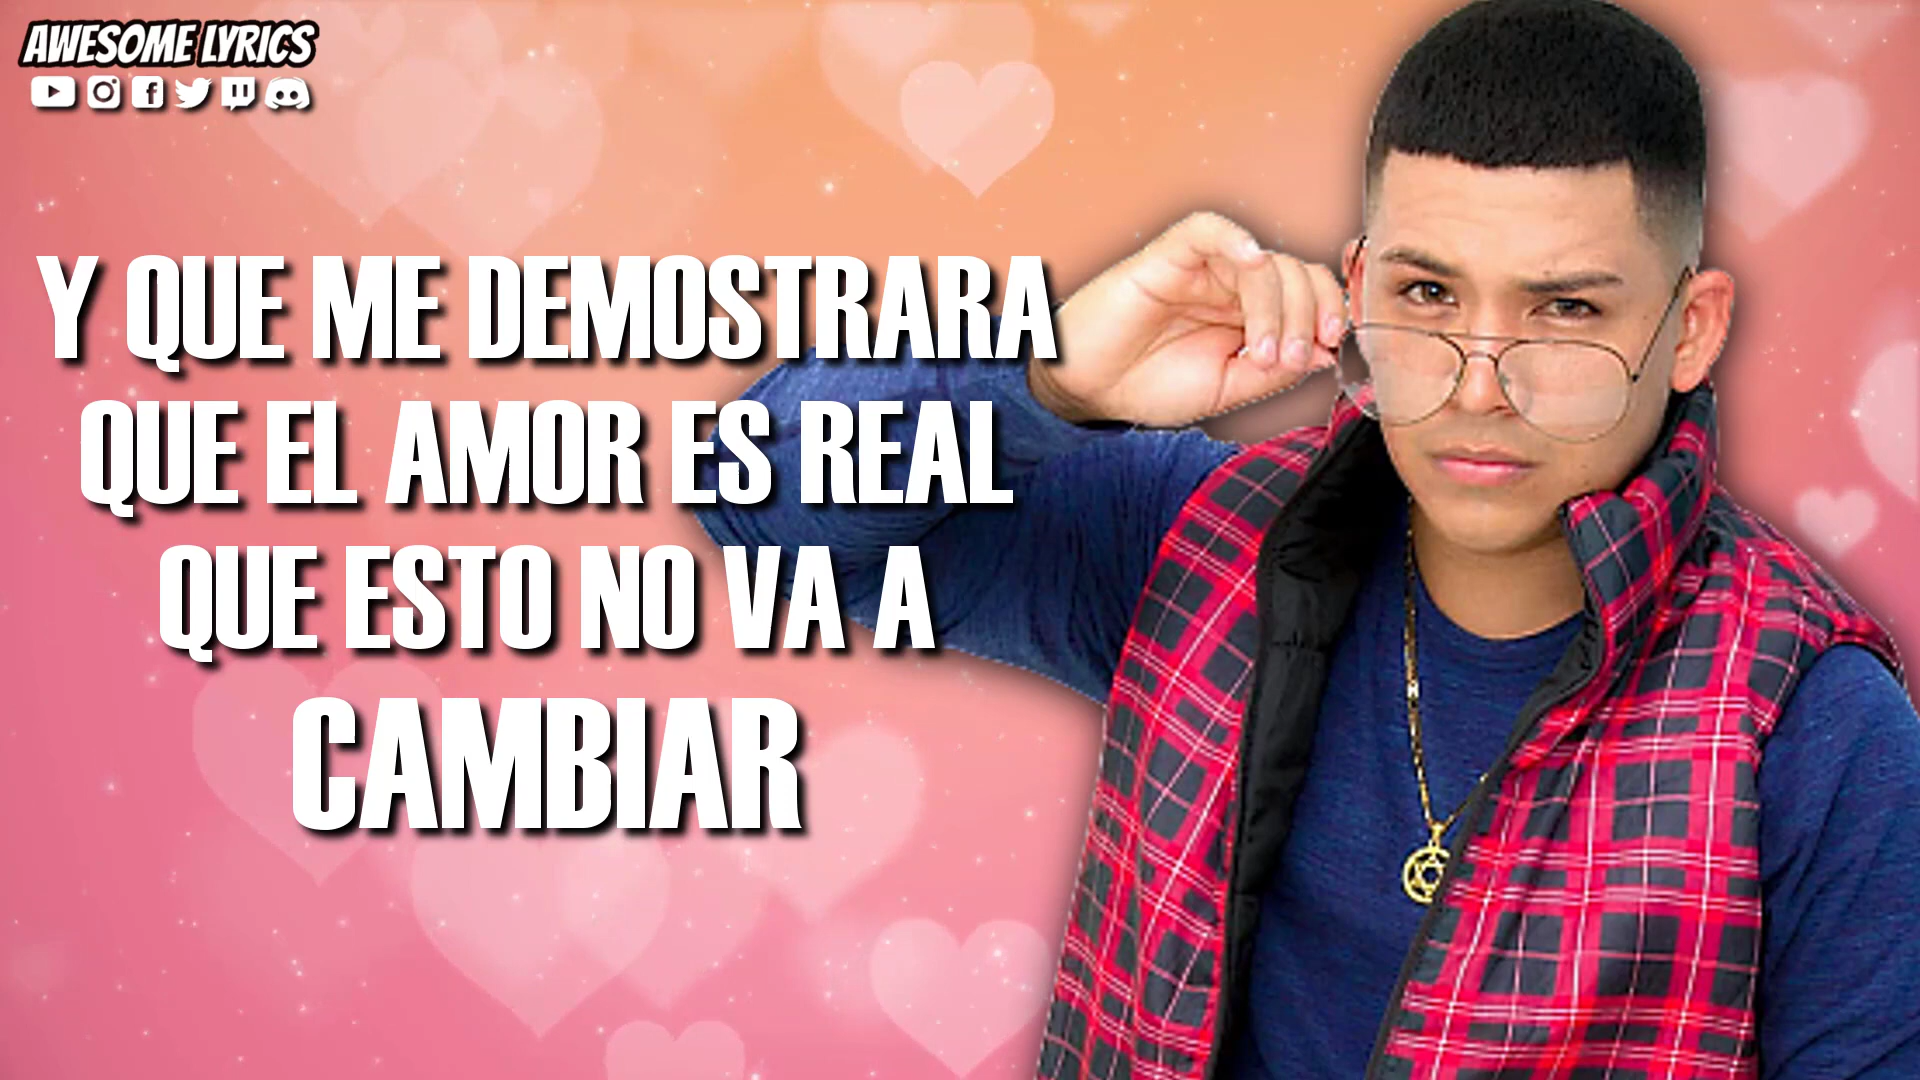 AWESOME LYRICS
Y QUE ME DEMOSTRARA
QUE EL AMOR ES REAL
QUE ESTO NO VA A
CAMBIAR